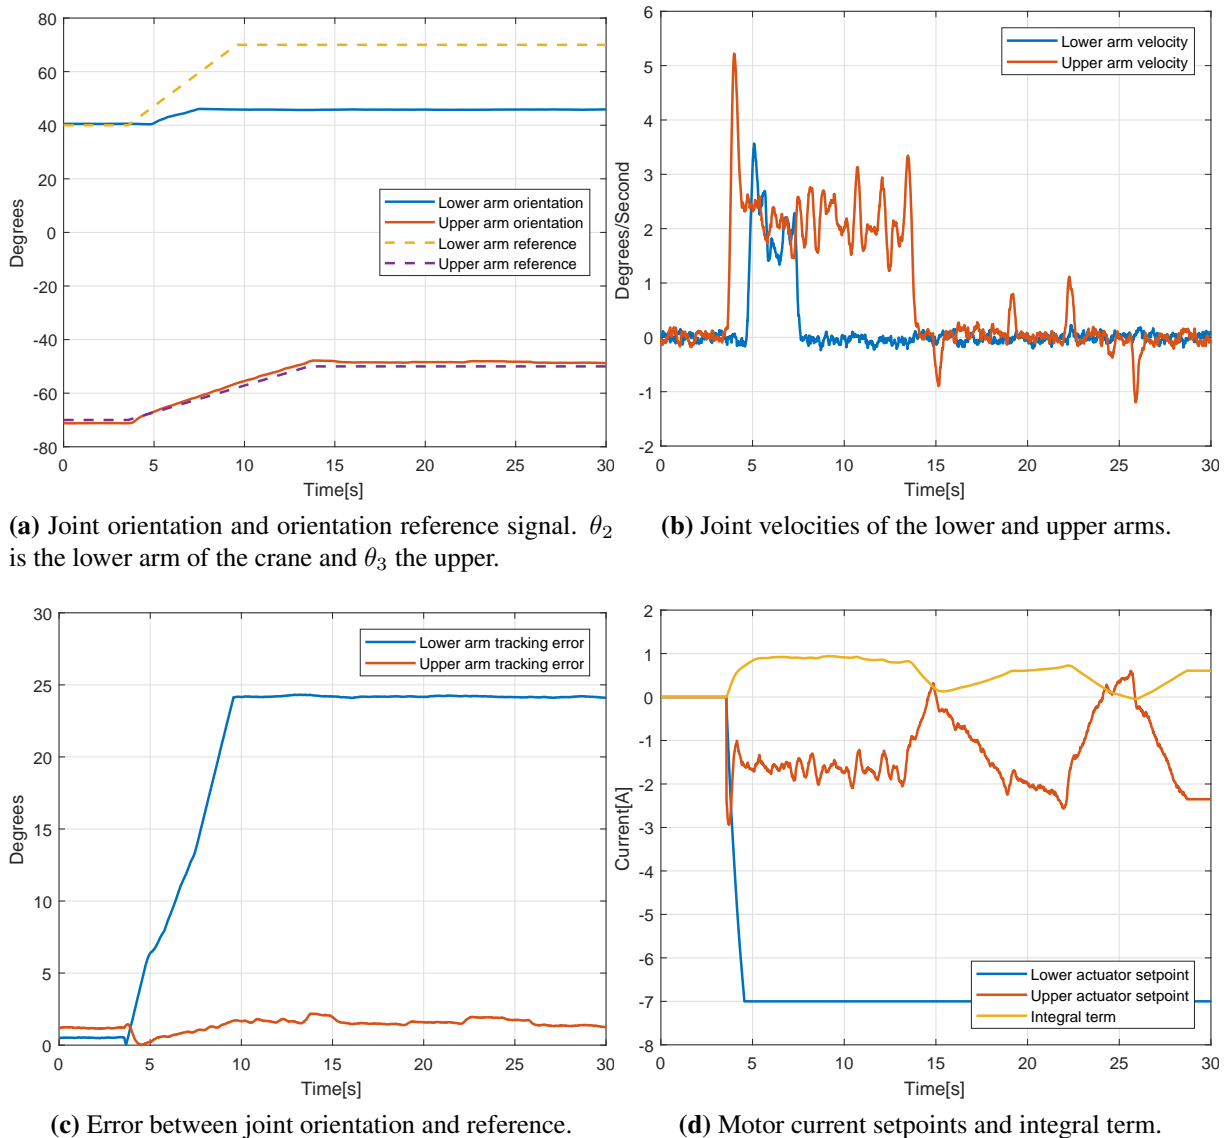 80
60
40
20
0
-20
-40
-60
-80
Degrees
Lower arm orientation
Upper arm orientation
Lower arm reference
Upper arm reference
0 5 10 15 20 25 30
Time[s]
6
5
4
3
2
1
0
-1
-2
Degrees/Second
Lower arm velocity
Upper arm velocity
0 5 10 15 20 25 30
Time[s]
(a) Joint orientation and orientation reference signal. θ2
is the lower arm of the crane and θ3 the upper.
(b) Joint velocities of the lower and upper arms.
30
25
20
15
10
5
0
Degrees
Lower arm tracking error
Upper arm tracking error
0 5 10 15 20 25 30
Time[s]
2
1
0
-1
-2
-3
-4
-5
-6
-7
-8
Current[A]
Lower actuator setpoint
Upper actuator setpoint
Integral term
0 5 10 15 20 25 30
Time[s]
(c) Error between joint orientation and reference.
(d) Motor current setpoints and integral term.